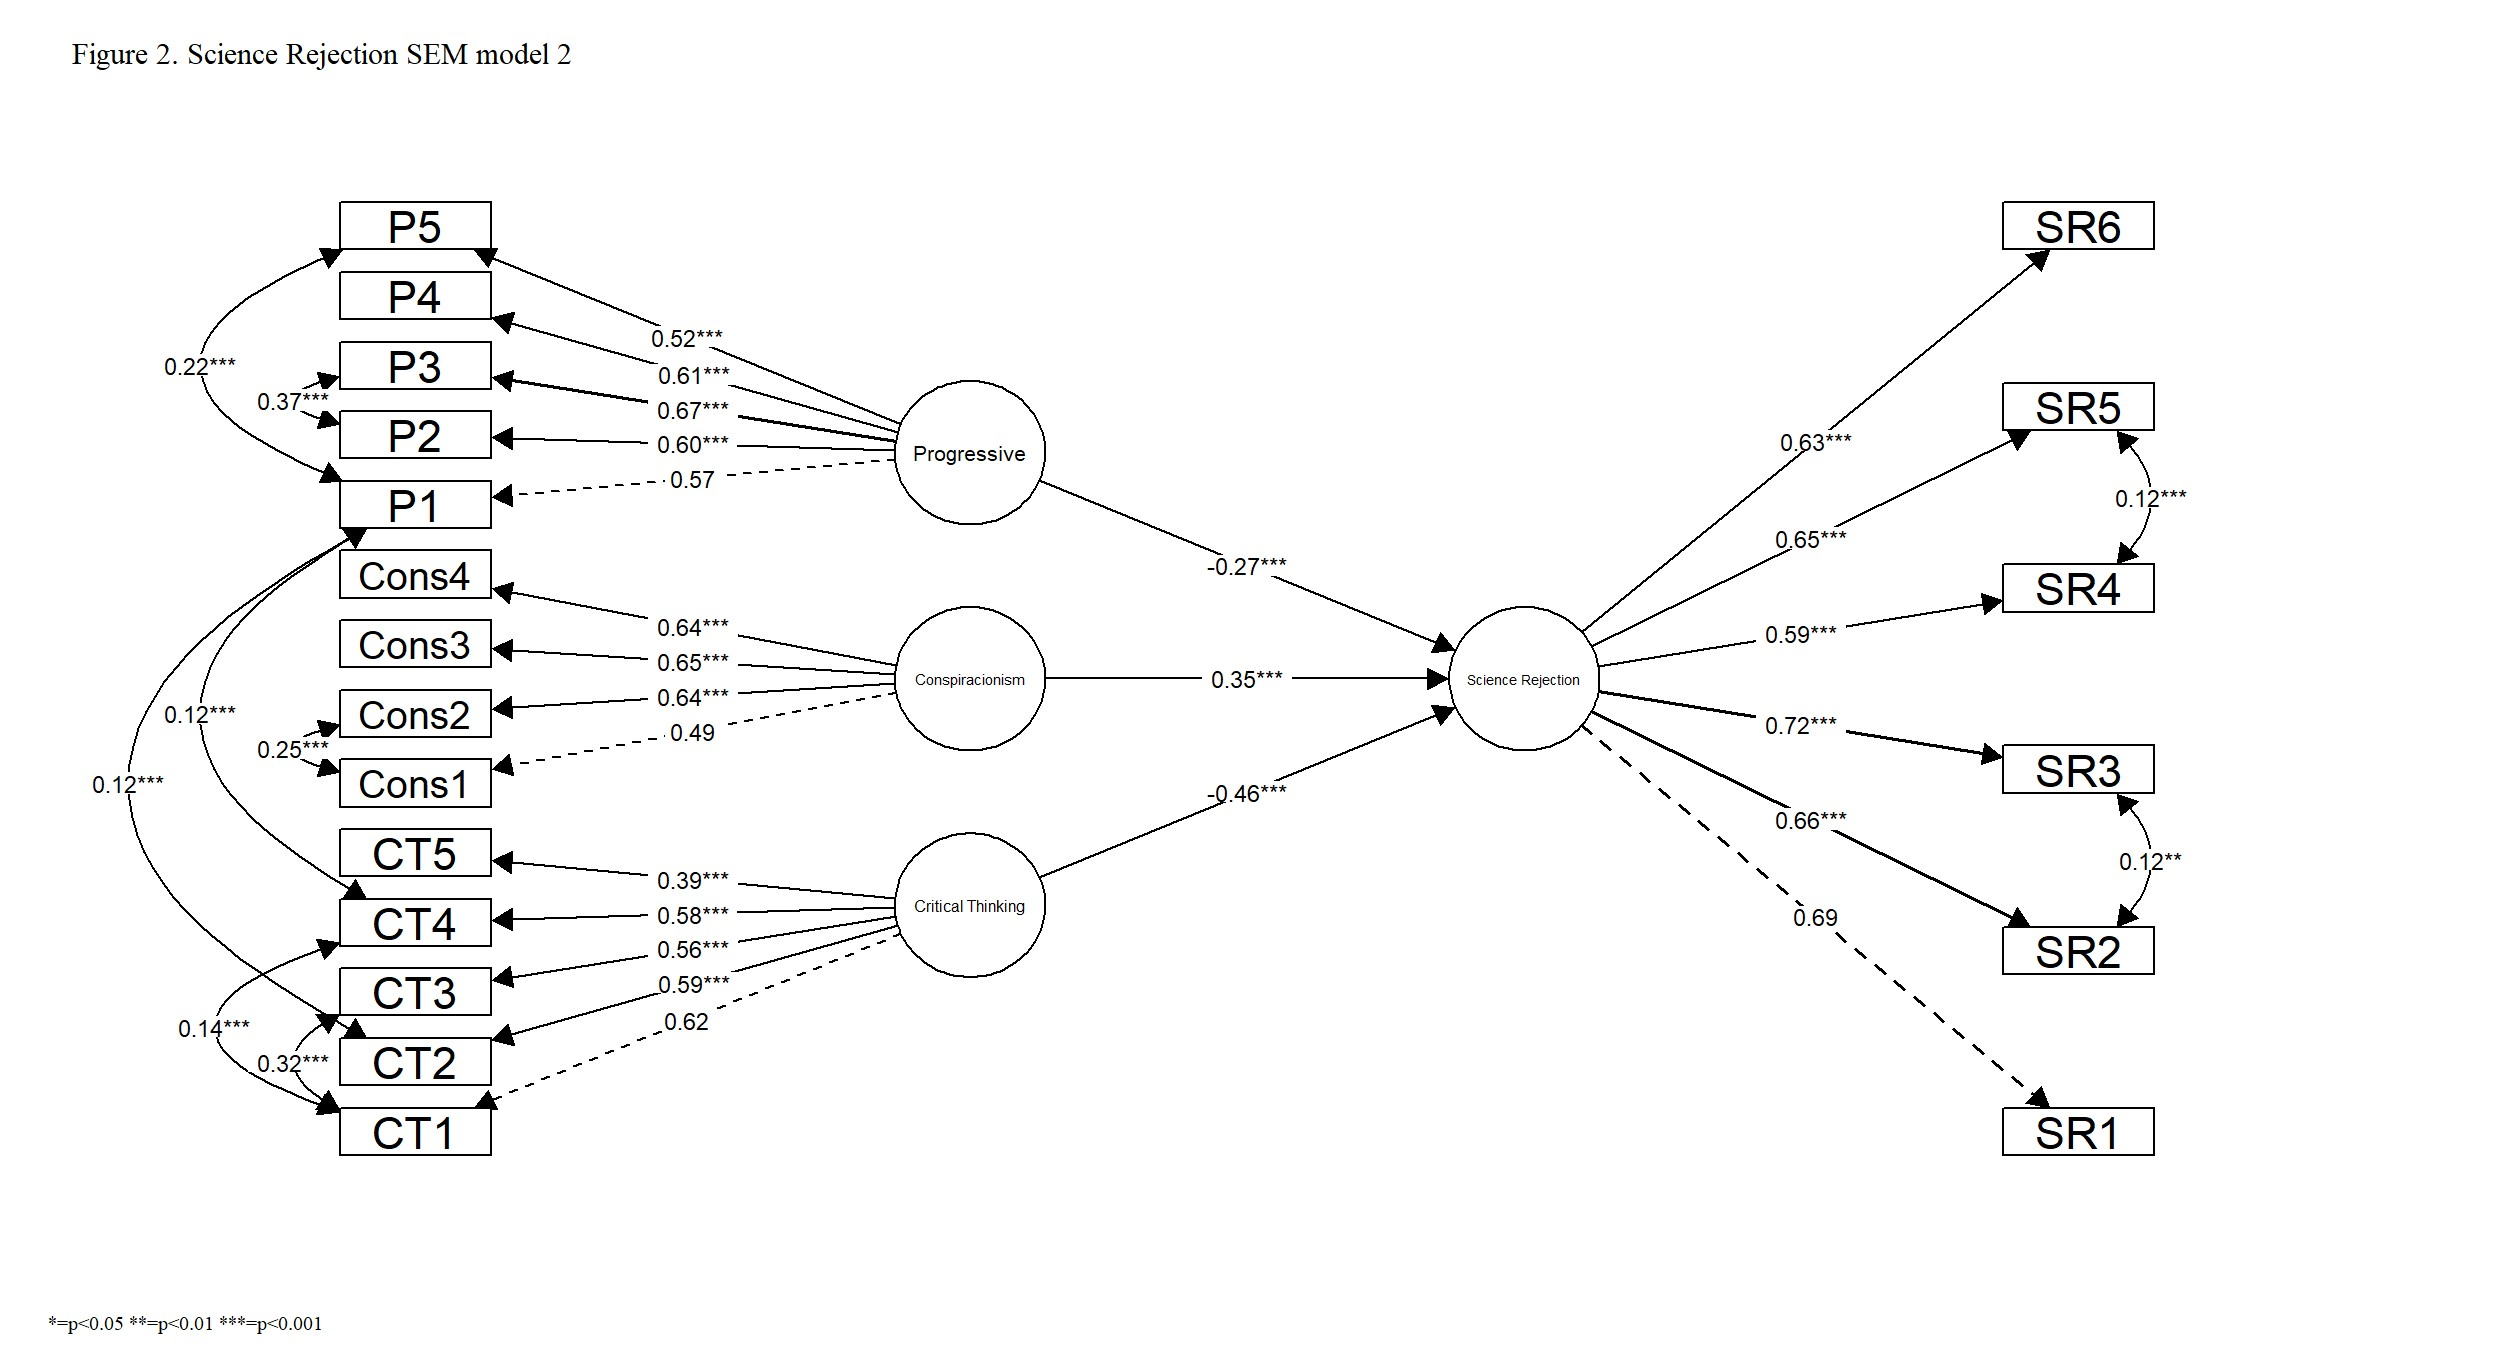 Figure 2. Science Rejection SEM model 2
P5
SR6
P4
0.52***
0.22***
P3
0.61***
0.37***
0.67***
SR5
P2
0.60***
0.63***
0.57
Progressive
P1
0.12***
0.65***
-0.27***
Cons4
SR4
0.64***
0.59***
Cons3
0.65***
Conspiracionism
0.35***
Science Rejection
0.64***
0.12***
Cons2
0.72***
0.25***
0.49
Cons1
SR3
0.12***
-0.46***
0.66***
CT5
0.12**
0.39***
Critical Thinking
0.58***
0.69
CT4
0.56***
SR2
0.59***
CT3
0.14***
0.62
0.32***
CT2
CT1
SR1
*=p<0.05 **=p<0.01 ***=p<0.001